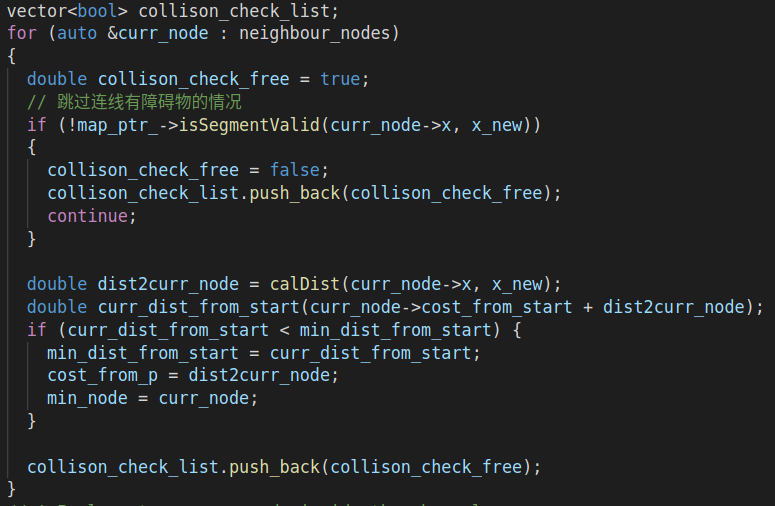 vector<bool> collison_check_list;
for (auto &curr_node : neighbour_nodes)
{
  double collison_check_free = true;
  // 跳过连线有障碍物的情况
  if (!map_ptr_->isSegmentValid(curr_node->x, x_new))
  {
    collison_check_free = false;
    collison_check_list.push_back(collison_check_free);
    continue;
  }
  double dist2curr_node = calDist(curr_node->x, x_new);
  double curr_dist_from_start(curr_node->cost_from_start + dist2curr_node);
  if (curr_dist_from_start < min_dist_from_start) {
    min_dist_from_start = curr_dist_from_start;
    cost_from_p = dist2curr_node;
    min_node = curr_node;
  }
  collison_check_list.push_back(collison_check_free);
}